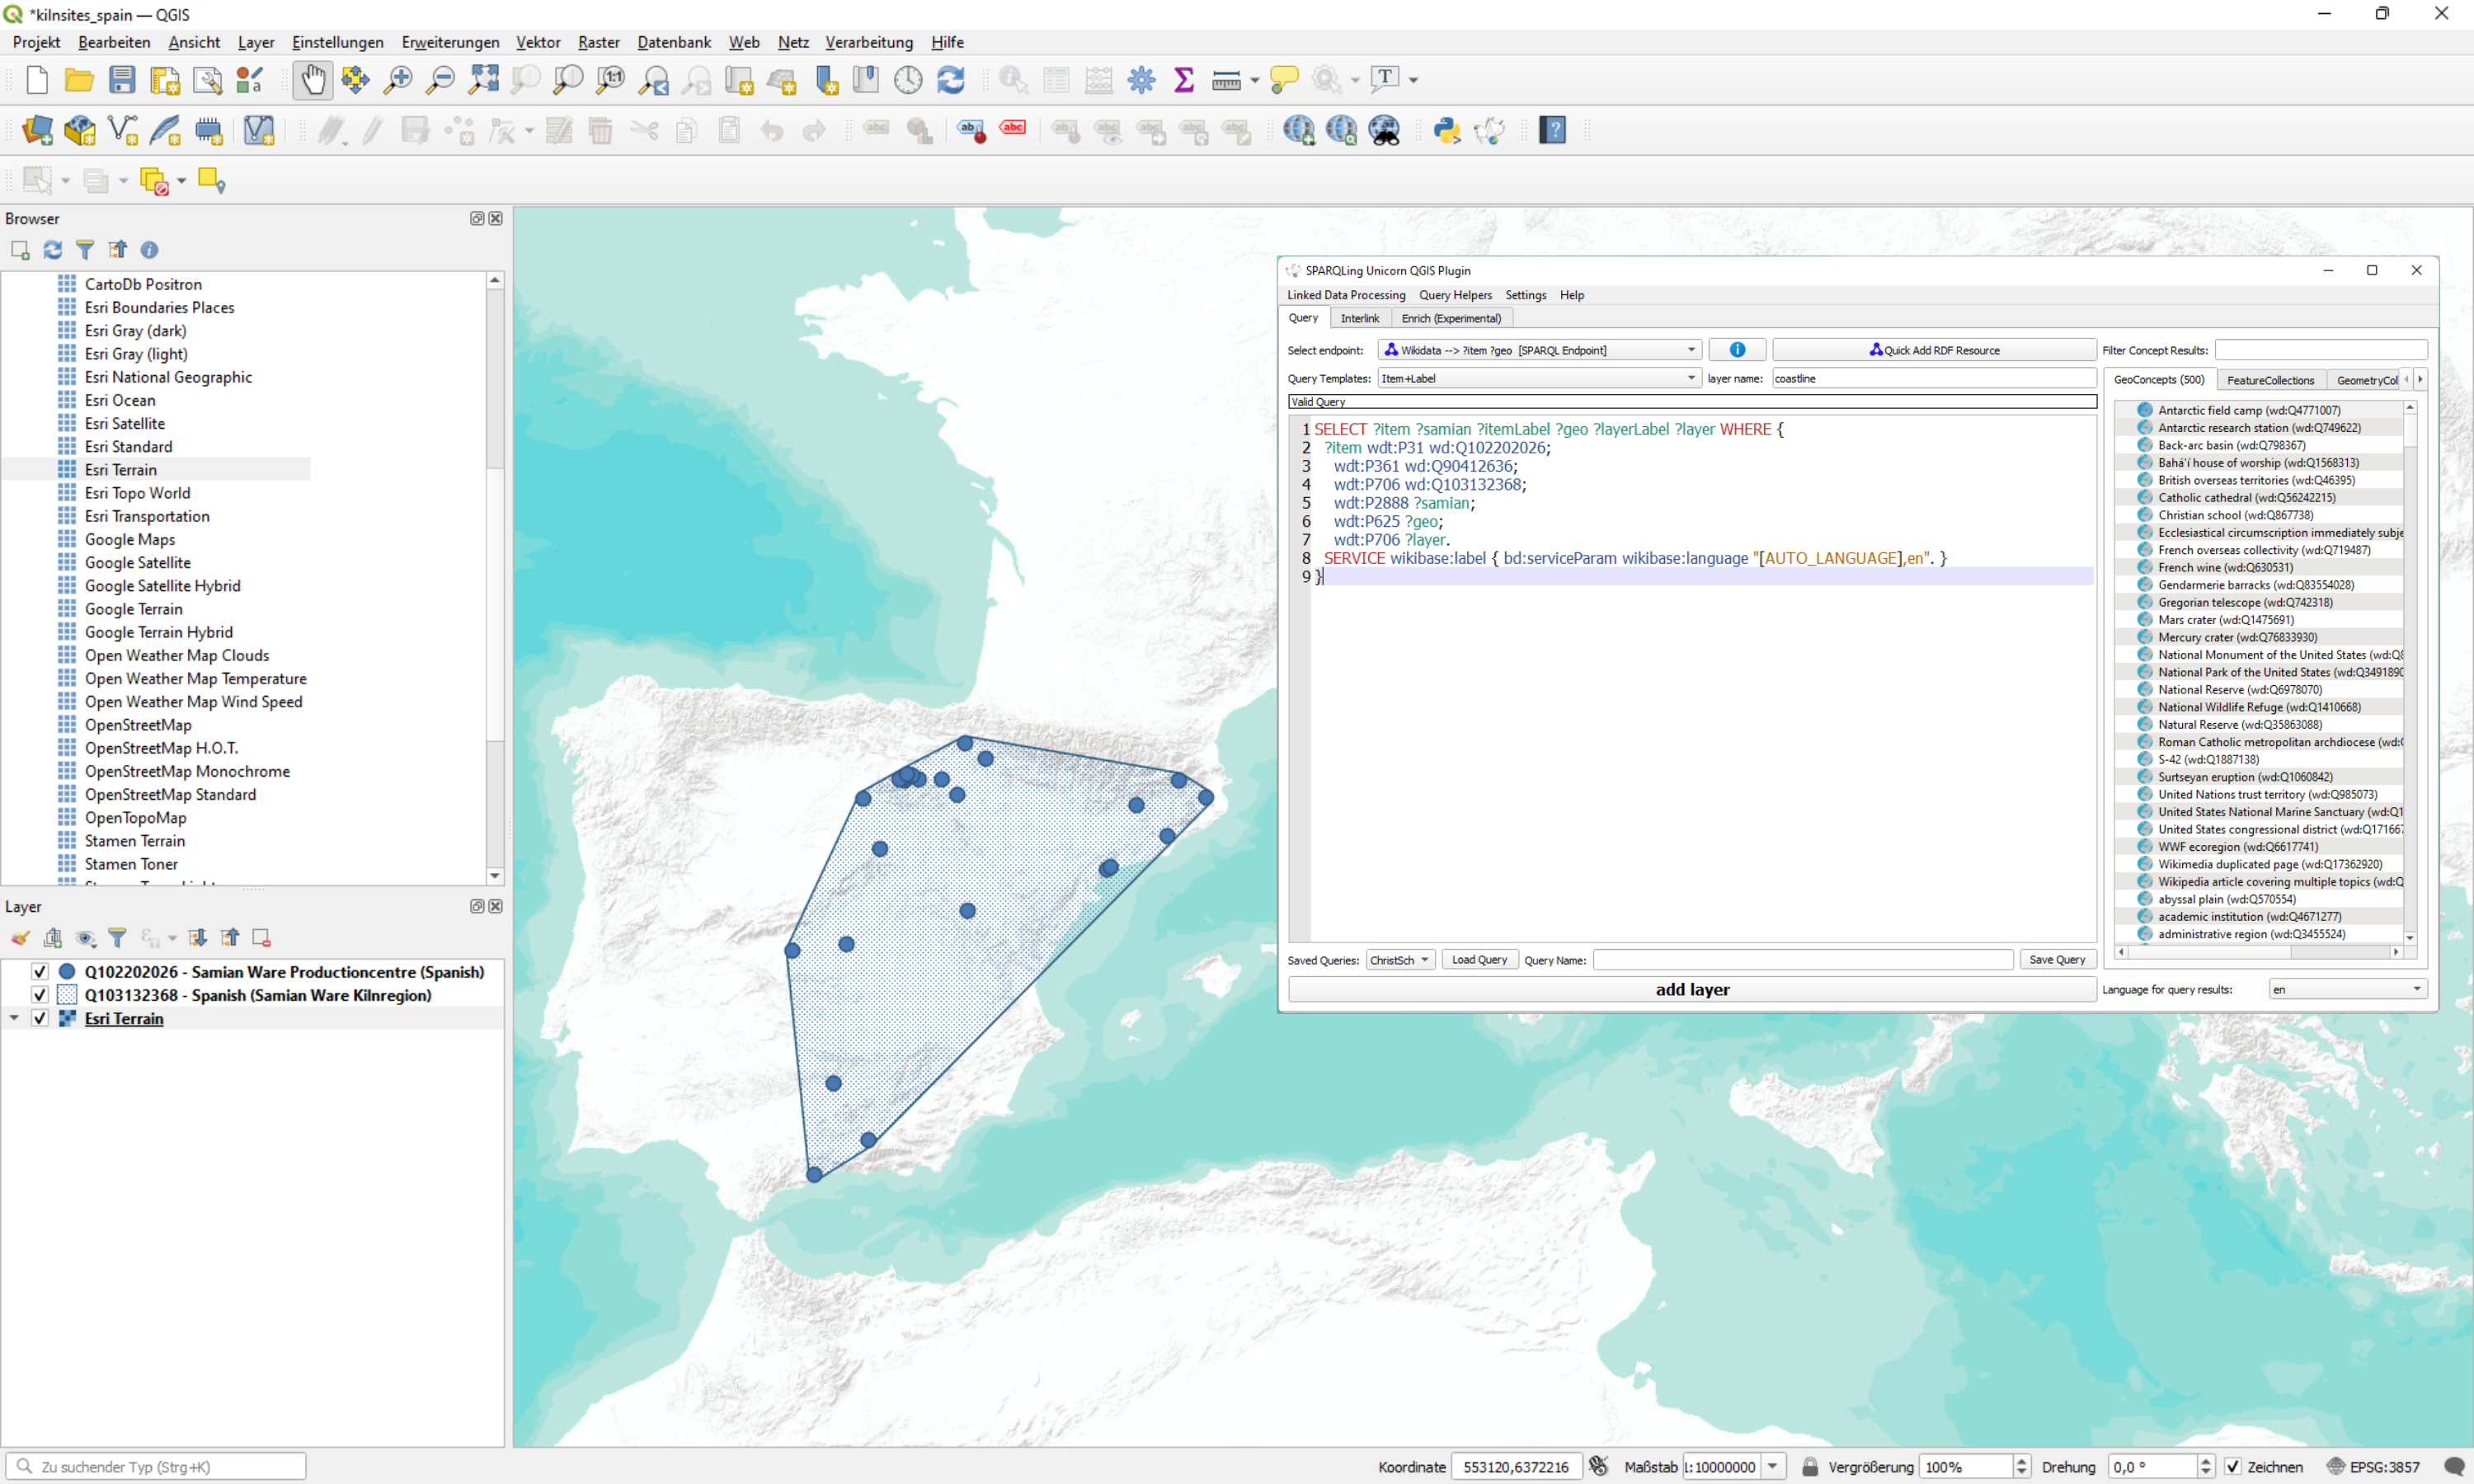 *kilnsites_spain — QGIS
Projekt Bearbeiten Ansicht Layer Einstellungen Erweiterungen Vektor Raster Datenbank Web Netz Verarbeitung Hilfe
Browser
CartoDb Positron
Esri Boundaries Places
Esri Gray (dark)
Esri Gray (light)
Esri National Geographic
Esri Ocean
Esri Satellite
Esri Standard
Esri Terrain
Esri Topo World
Esri Transportation
Google Maps
Google Satellite
Google Satellite Hybrid
Google Terrain
Google Terrain Hybrid
Open Weather Map Clouds
Open Weather Map Temperature
Open Weather Map Wind Speed
OpenStreetMap
OpenStreetMap H.O.T.
OpenStreetMap Monochrome
OpenStreetMap Standard
OpenTopoMap
Stamen Terrain
Stamen Toner
Layer
Q102202026 - Samian Ware Productioncentre (Spanish)
Q103132368 - Spanish (Samian Ware Kilnregion)
Esri Terrain
SPARQLing Unicorn QGIS Plugin
Linked Data Processing Query Helpers Settings Help
Query Interlink Enrich (Experimental)
Select endpoint: Wikidata --> ?item ?geo [SPARQL Endpoint] Quick Add RDF Resource Filter Concept Results:
Query Templates: Item+Label layer name: coastline
Valid Query
1 SELECT ?item ?samian ?itemLabel ?geo ?layerLabel ?layer WHERE {
2 ?item wdt:P31 wd:Q102202026;
3 wdt:P361 wd:Q90412636;
4 wdt:P706 wd:Q103132368;
5 wdt:P2888 ?samian;
6 wdt:P625 ?geo;
7 wdt:P706 ?layer.
8 SERVICE wikibase:label { bd:serviceParam wikibase:language "[AUTO_LANGUAGE],en". }
9 }
GeoConcepts (500) FeatureCollections GeometryCol
Antarctic field camp (wd:Q4771007)
Antarctic research station (wd:Q749622)
Back-arc basin (wd:Q798367)
Bahá'í house of worship (wd:Q1568313)
British overseas territories (wd:Q46395)
Catholic cathedral (wd:Q56242215)
Christian school (wd:Q867738)
Ecclesiastical circumscription immediately subje
French overseas collectivity (wd:Q719487)
French wine (wd:Q630531)
Gendarmerie barracks (wd:Q83554028)
Gregorian telescope (wd:Q742318)
Mars crater (wd:Q1475691)
Mercury crater (wd:Q76833930)
National Monument of the United States (wd:Q8
National Park of the United States (wd:Q3491890
National Reserve (wd:Q6978070)
National Wildlife Refuge (wd:Q1410668)
Natural Reserve (wd:Q35863088)
Roman Catholic metropolitan archdiocese (wd:
S-42 (wd:Q1887138)
Surtseyan eruption (wd:Q1060842)
United Nations trust territory (wd:Q985073)
United States National Marine Sanctuary (wd:Q1
United States congressional district (wd:Q17166
WWF ecoregion (wd:Q6617741)
Wikimedia duplicated page (wd:Q17362920)
Wikipedia article covering multiple topics (wd:Q
abyssal plain (wd:Q570554)
academic institution (wd:Q4671277)
administrative region (wd:Q3455524)
Saved Queries: ChristSch Load Query Query Name: Save Query
add layer
Language for query results: en
Zu suchender Typ (Strg+K)
Koordinate 553120,6372216 Maßstab 1:10000000 Vergrößerung 100% Drehung 0,0 ° Zeichnen EPSG:3857